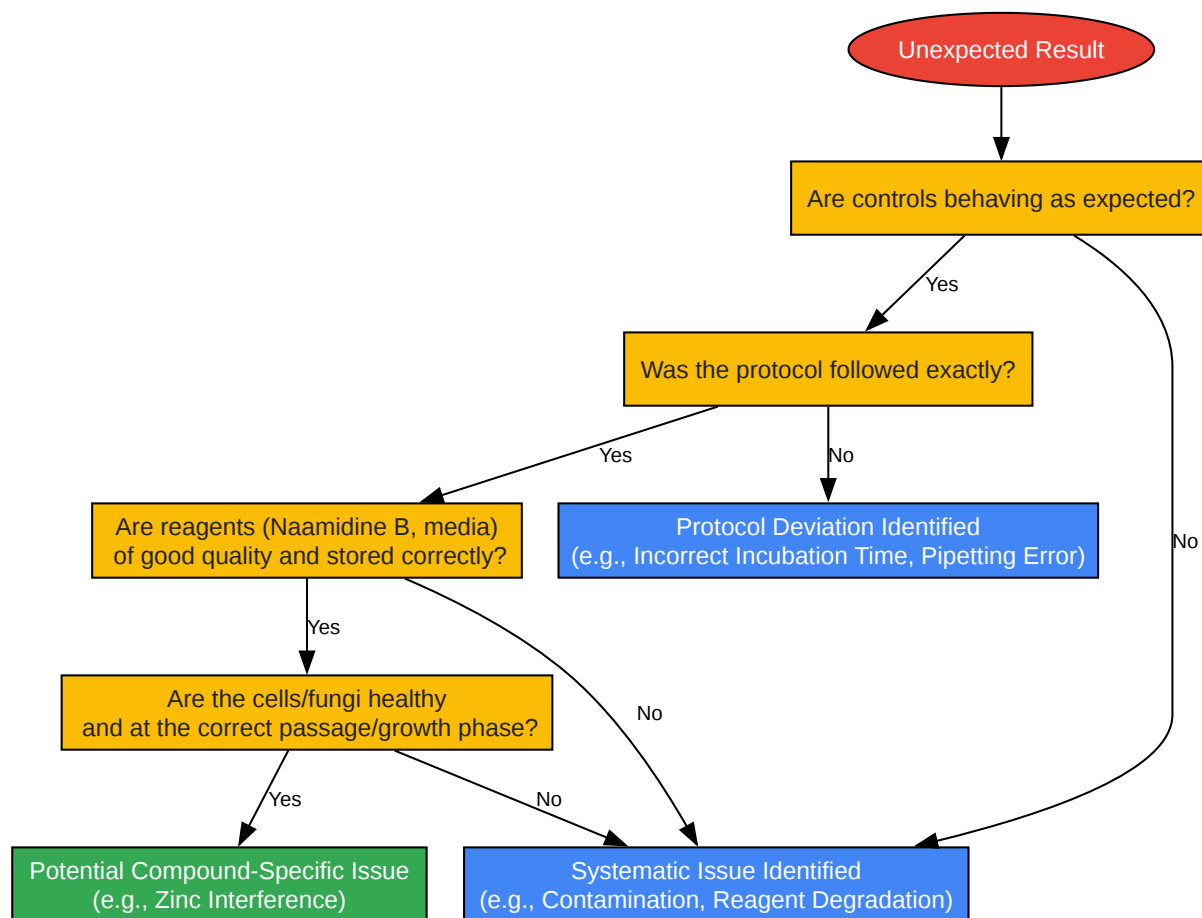 Unexpected Result
Are controls behaving as expected?
Yes
Was the protocol followed exactly?
No
Yes
No
Are reagents (Naamidine B, media)
of good quality and stored correctly?
Protocol Deviation Identified
(e.g., Incorrect Incubation Time, Pipetting Error)
Yes
No
Are the cells/fungi healthy
and at the correct passage/growth phase?
Yes
No
Potential Compound-Specific Issue
(e.g., Zinc Interference)
Systematic Issue Identified
(e.g., Contamination, Reagent Degradation)